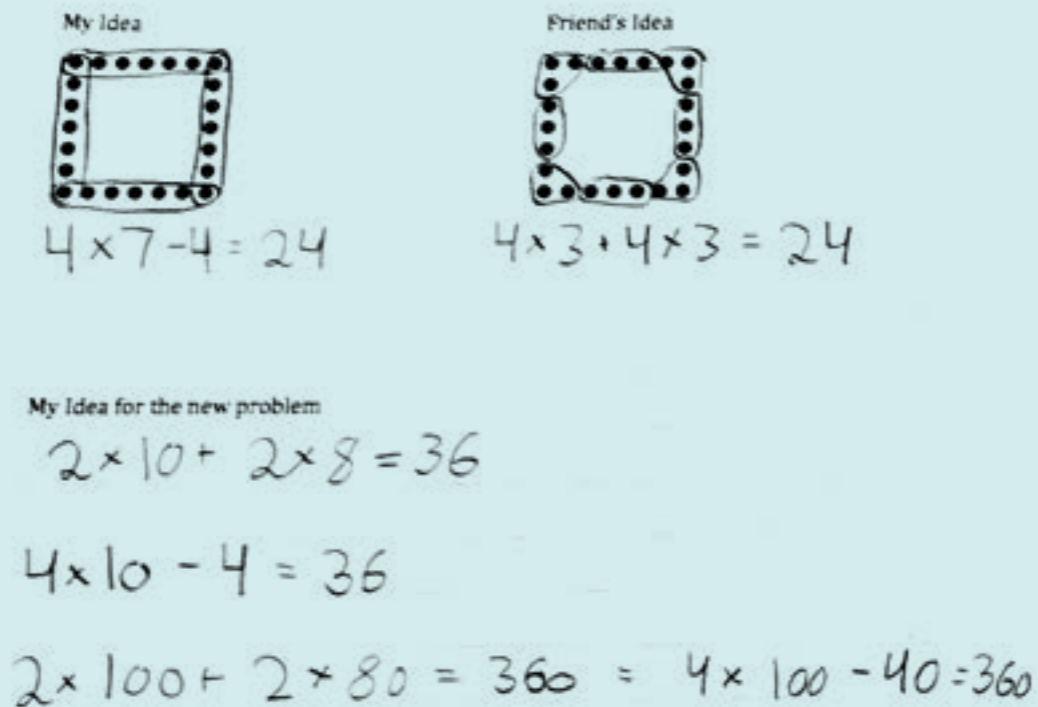 My Idea
Friend's Idea
4 × 7 - 4 = 24
4 × 3 + 4 × 3 = 24
My Idea for the new problem
2 × 10 + 2 × 8 = 36
4 × 10 - 4 = 36
2 × 100 + 2 × 80 = 360 = 4 × 100 - 40 = 360